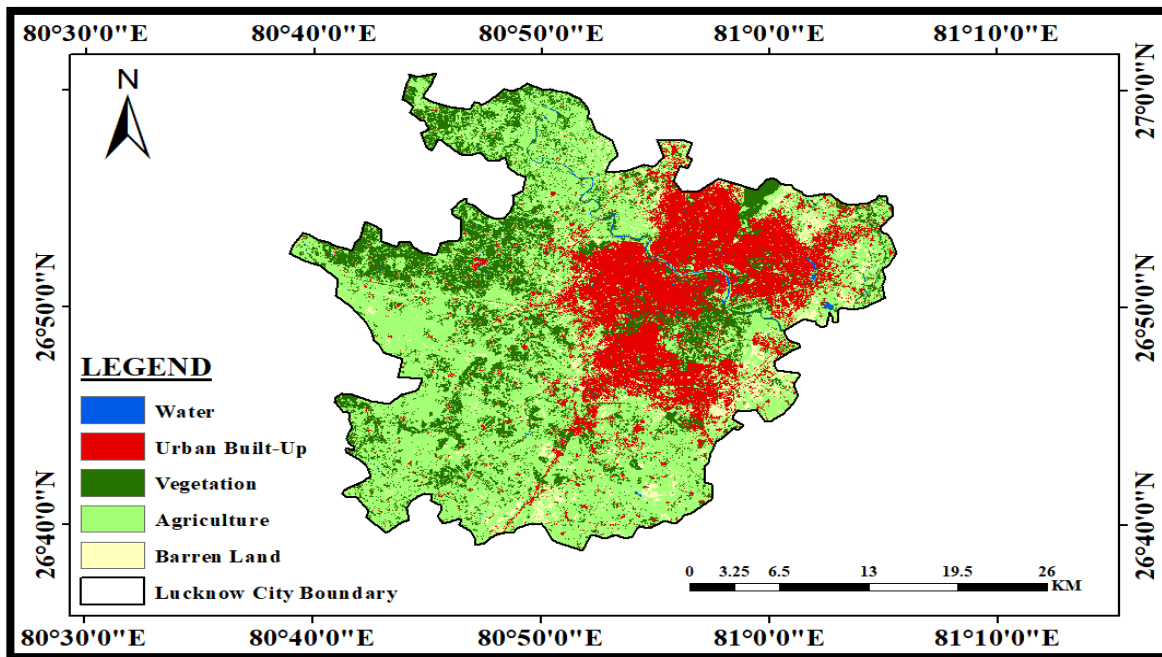 80°30'0"E 80°40'0"E 80°50'0"E 81°0'0"E 81°10'0"E
N
27°0'0"N
27°0'0"N
26°50'0"N
26°50'0"N
LEGEND
Water
Urban Built-Up
Vegetation
Agriculture
Barren Land
Lucknow City Boundary
26°40'0"N
26°40'0"N
0 3.25 6.5 13 19.5 26
KM
80°30'0"E 80°40'0"E 80°50'0"E 81°0'0"E 81°10'0"E